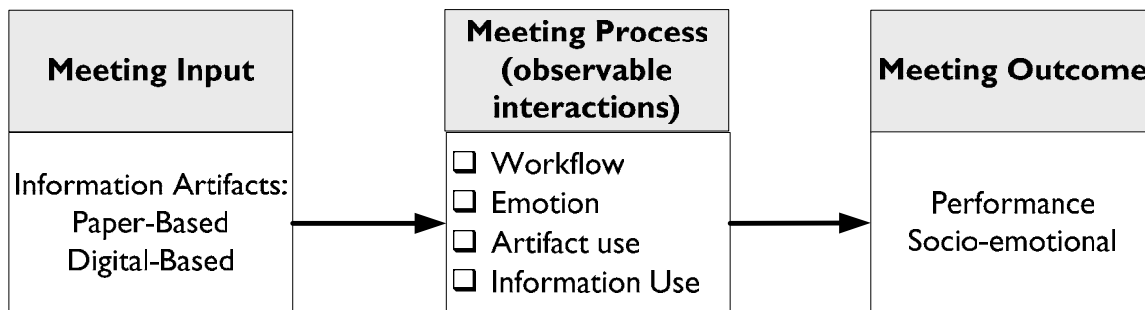 Meeting Input
Information Artifacts:
Paper-Based
Digital-Based
Meeting Process
(observable
interactions)
❑ Workflow
❑ Emotion
❑ Artifact use
❑ Information Use
Meeting Outcome
Performance
Socio-emotional